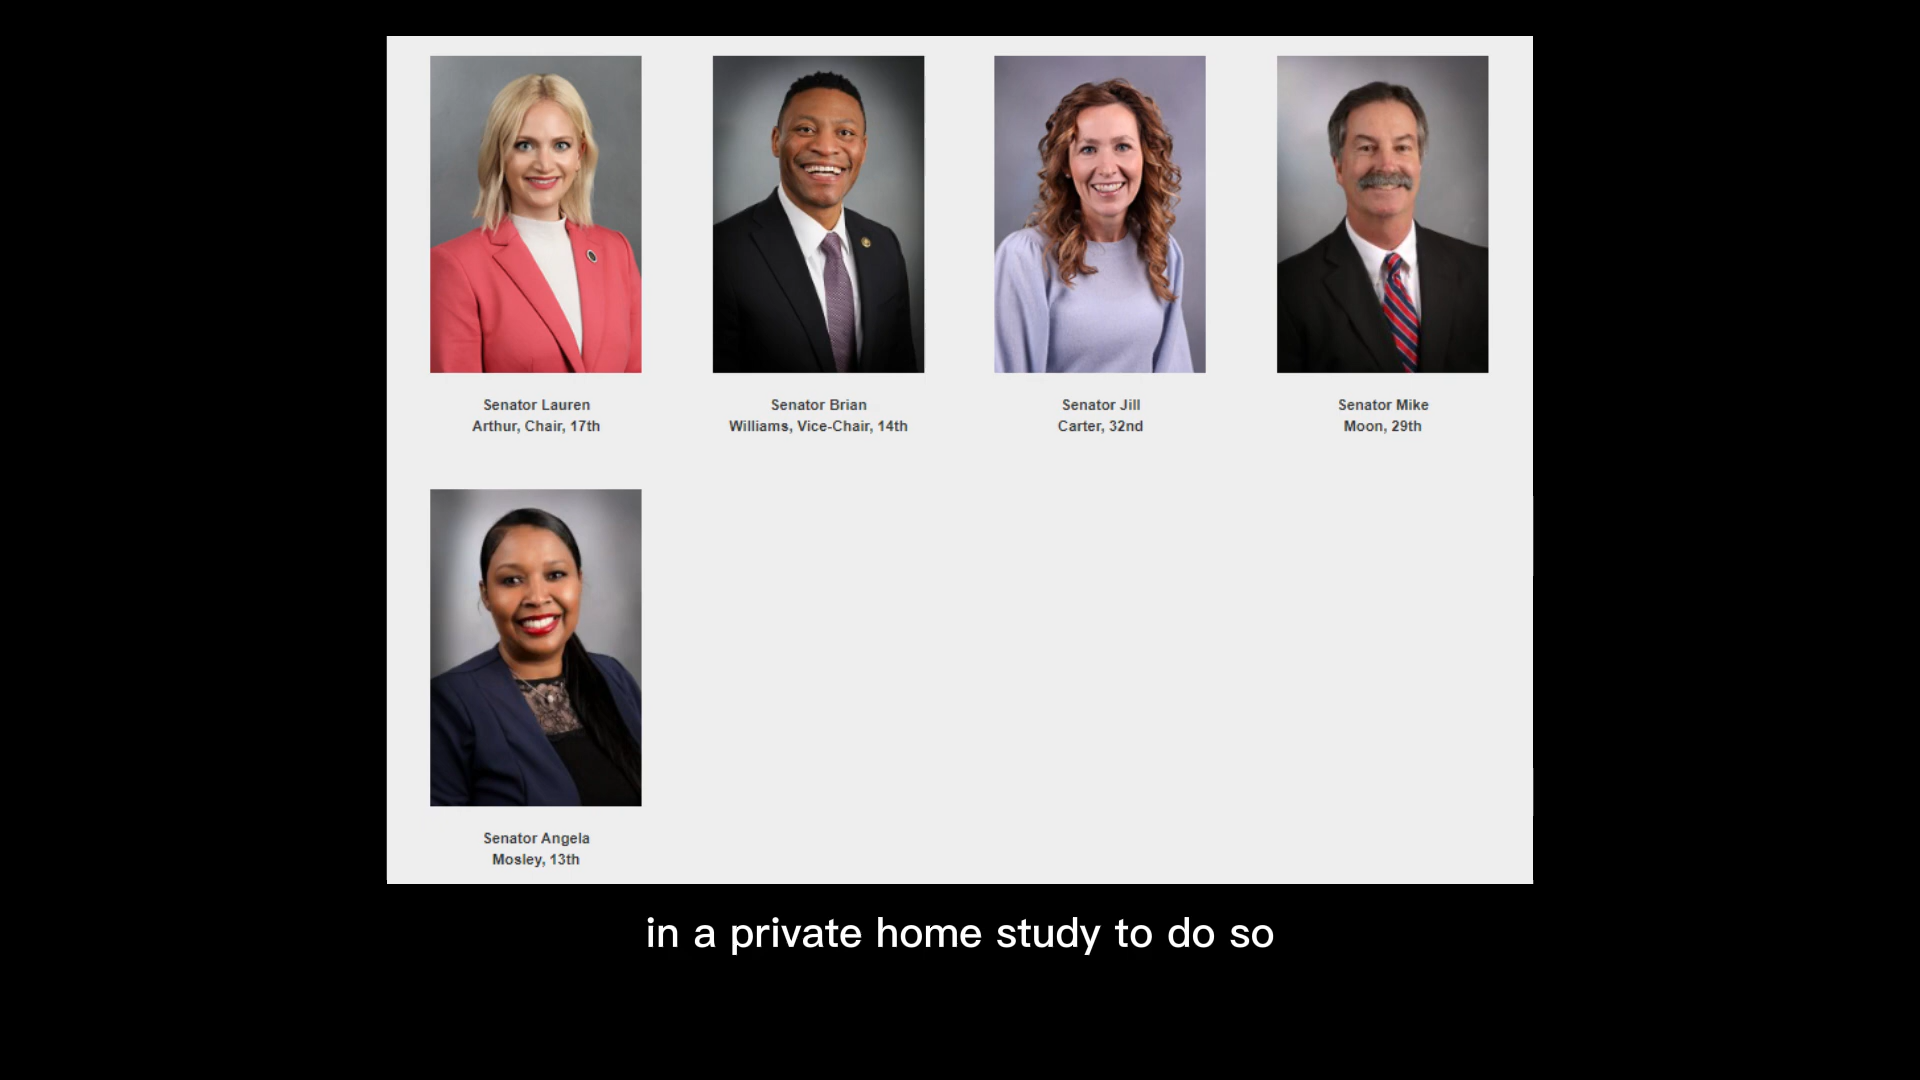 Senator Lauren
Arthur, Chair, 17th
Senator Brian
Williams, Vice-Chair, 14th
Senator Jill
Carter, 32nd
Senator Mike
Moon, 29th
Senator Angela
Mosley, 13th
in a private home study to do so